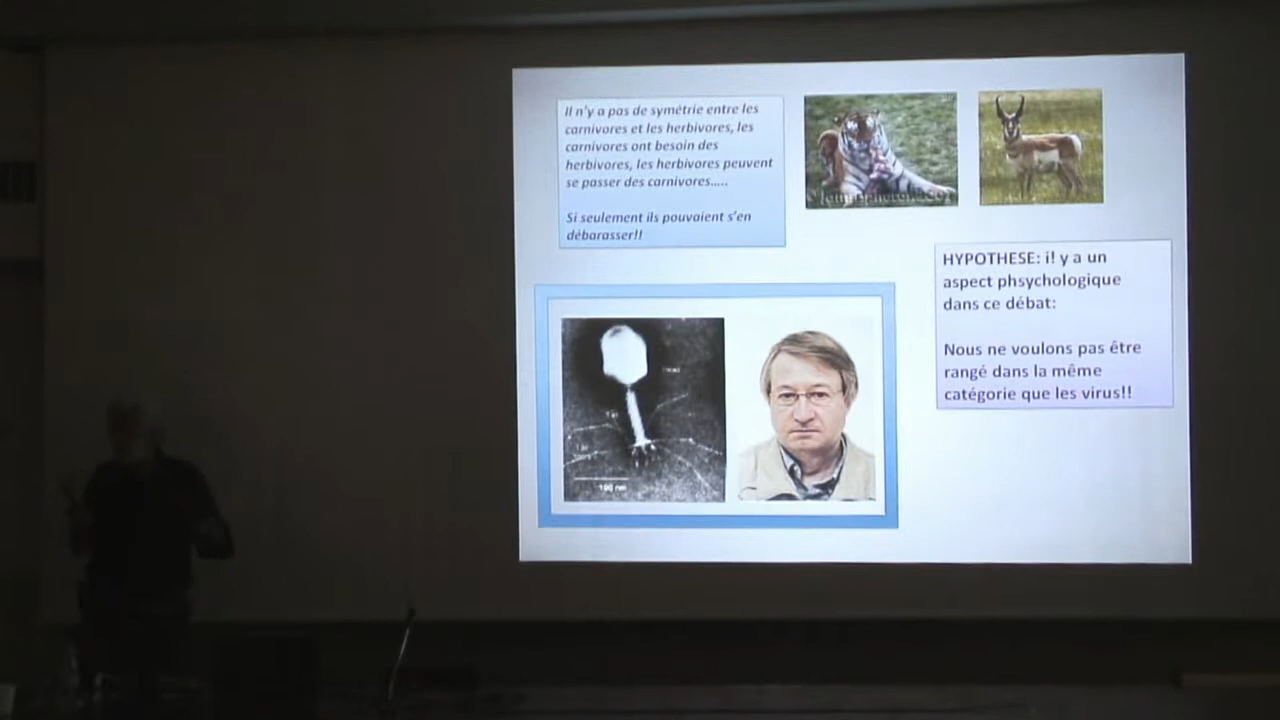 Il n'y a pas de symétrie entre les
carnivores et les herbivores, les
carnivores ont besoin des
herbivores, les herbivores peuvent
se passer des carnivores.....
Si seulement ils pouvaient s'en
débarasser!!
HYPOTHESE: i! y a un
aspect phsychologique
dans ce débat:
Nous ne voulons pas être
rangé dans la même
catégorie que les virus!!
100 nm